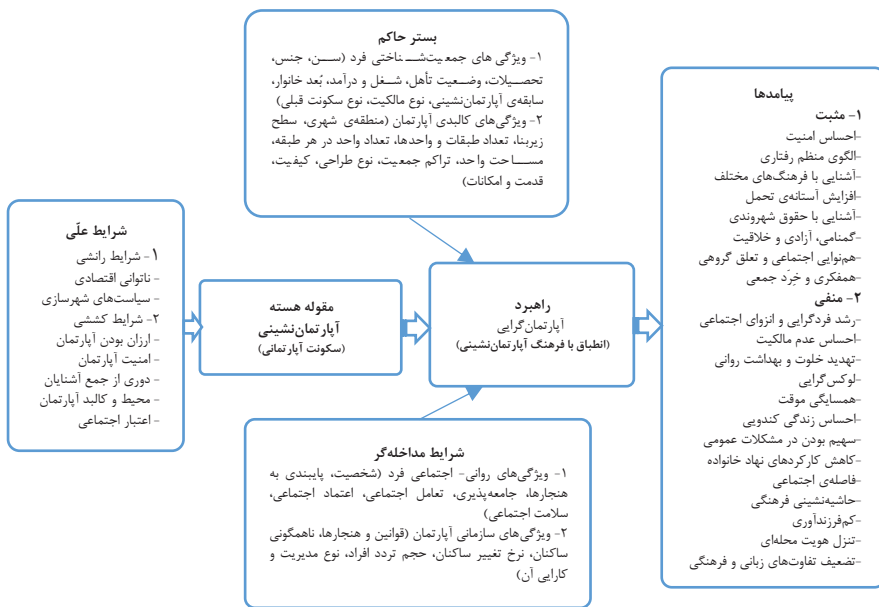 بستر حاکم
۱- ویژگی های جمعیت‌شـــناختی فرد (ســـن، جنس،
تحصـــیلات، وضـــعیت تأهل، شـــغل و درآمد، بُعد خانوار،
سابقه‌ی آپارتمان‌نشینی، نوع مالکیت، نوع سکونت قبلی)
۲- ویژگی‌های کالبدی آپارتمان (منطقه‌ی شهری، سطح
زیربنا، تعداد طبقات و واحدها، تعداد واحد در هر طبقه،
مســـاحت واحد، تراکم جمعیت، نوع طراحی، کیفیت،
قدمت و امکانات)
شرایط علّی
۱- شرایط رانشی
- ناتوانی اقتصادی
- سیاست‌های شهرسازی
۲- شرایط کششی
- ارزان بودن آپارتمان
- امنیت آپارتمان
- دوری از جمع آشنایان
- محیط و کالبد آپارتمان
- اعتبار اجتماعی
مقوله هسته
آپارتمان‌نشینی
(سکونت آپارتمانی)
راهبرد
آپارتمان‌گرایی
(انطباق با فرهنگ آپارتمان‌نشینی)
شرایط مداخله‌گر
۱- ویژگی‌های روانی- اجتماعی فرد (شخصیت، پایبندی به
هنجارها، جامعه‌پذیری، تعامل اجتماعی، اعتماد اجتماعی،
سلامت اجتماعی)
۲- ویژگی‌های سازمانی آپارتمان (قوانین و هنجارها، ناهمگونی
ساکنان، نرخ تغییر ساکنان، حجم تردد افراد، نوع مدیریت و
کارایی آن)
پیامدها
۱- مثبت
-احساس امنیت
-الگوی منظم رفتاری
-آشنایی با فرهنگ‌های مختلف
-افزایش آستانه‌ی تحمل
-آشنایی با حقوق شهروندی
-گمنامی، آزادی و خلاقیت
-هم‌نوایی اجتماعی و تعلق گروهی
-همفکری و خِرَد جمعی
۲- منفی
-رشد فردگرایی و انزوای اجتماعی
-احساس عدم مالکیت
-تهدید خلوت و بهداشت روانی
-لوکس‌گرایی
-همسایگی موقت
-احساس زندگی کندویی
-سهیم بودن در مشکلات عمومی
-کاهش کارکردهای نهاد خانواده
-فاصله‌ی اجتماعی
-حاشیه‌نشینی فرهنگی
-کم‌فرزندآوری
-تنزل هویت محله‌ای
-تضعیف تفاوت‌های زبانی و فرهنگی